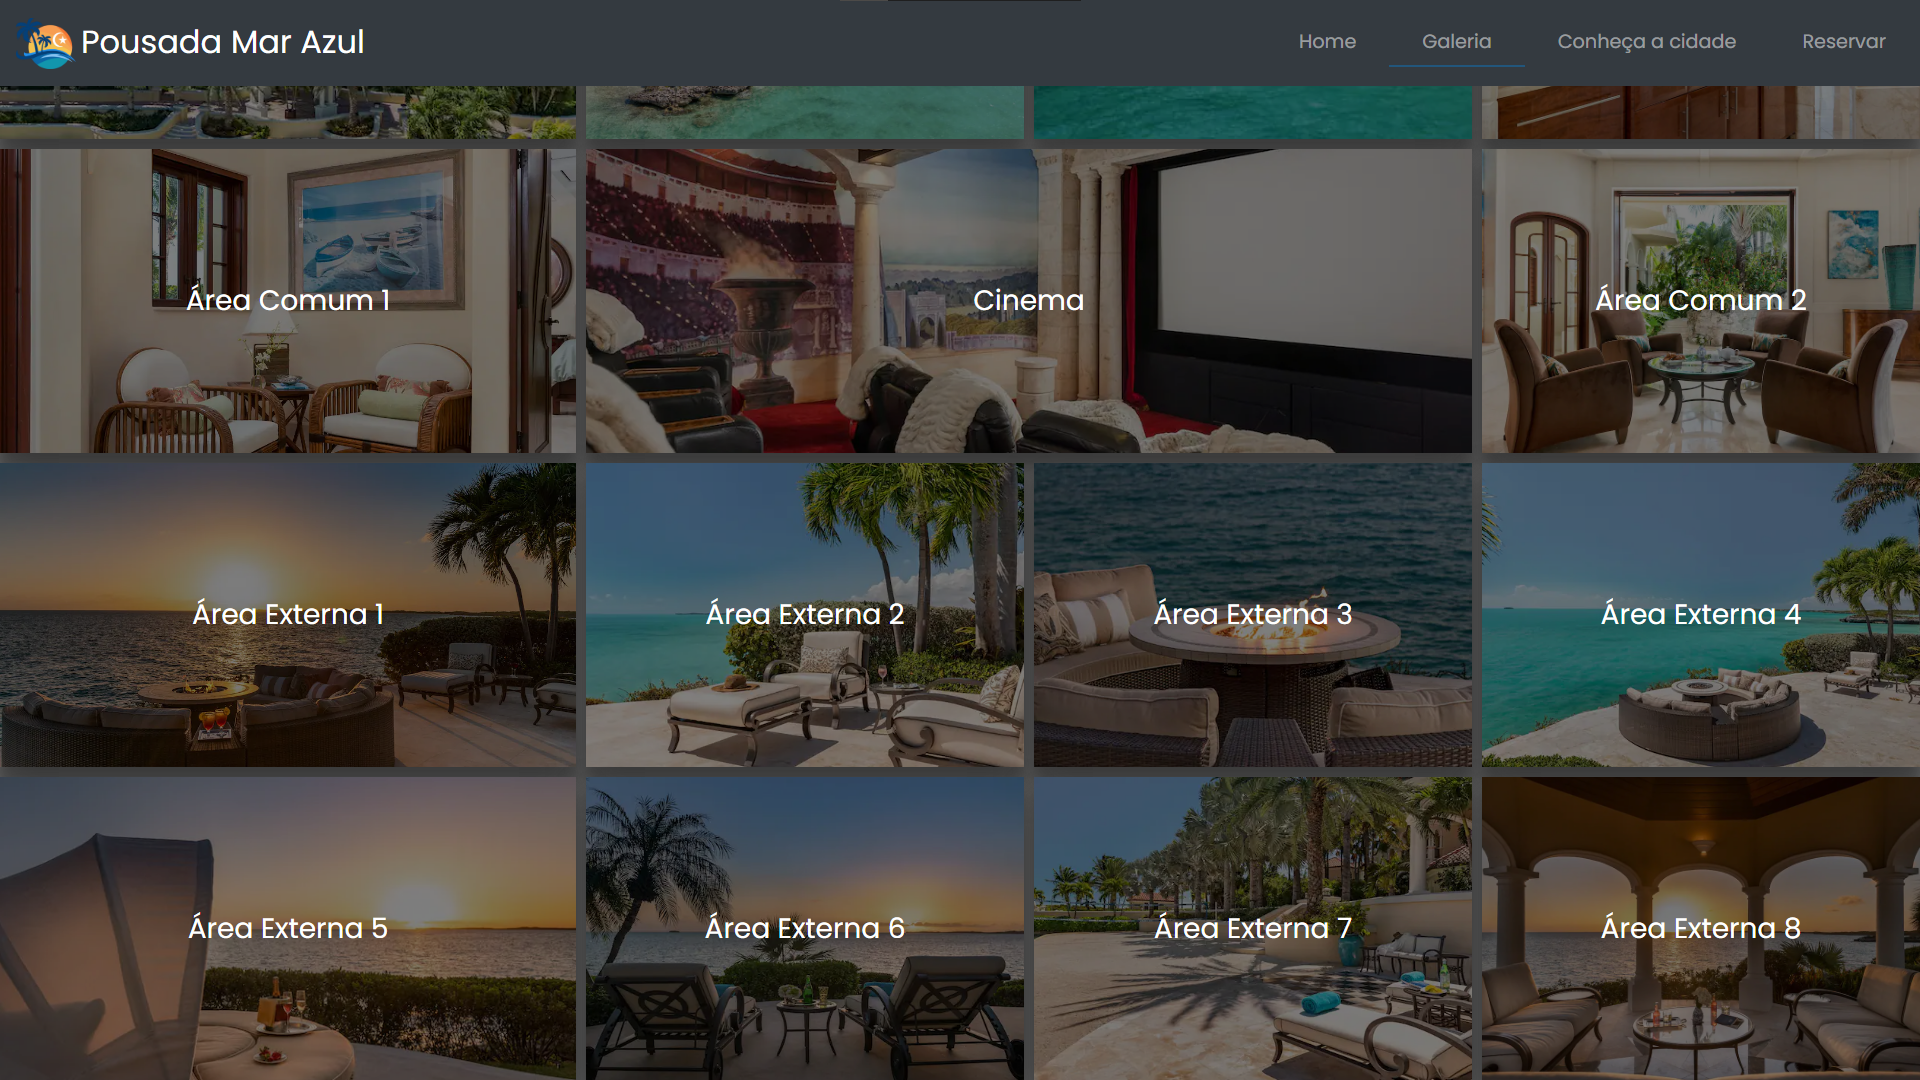 Pousada Mar Azul
Home
Galeria
Conheça a cidade
Reservar
Área Comum 1
Cinema
Área Comum 2
Área Externa 1
Área Externa 2
Área Externa 3
Área Externa 4
Área Externa 5
Área Externa 6
Área Externa 7
Área Externa 8